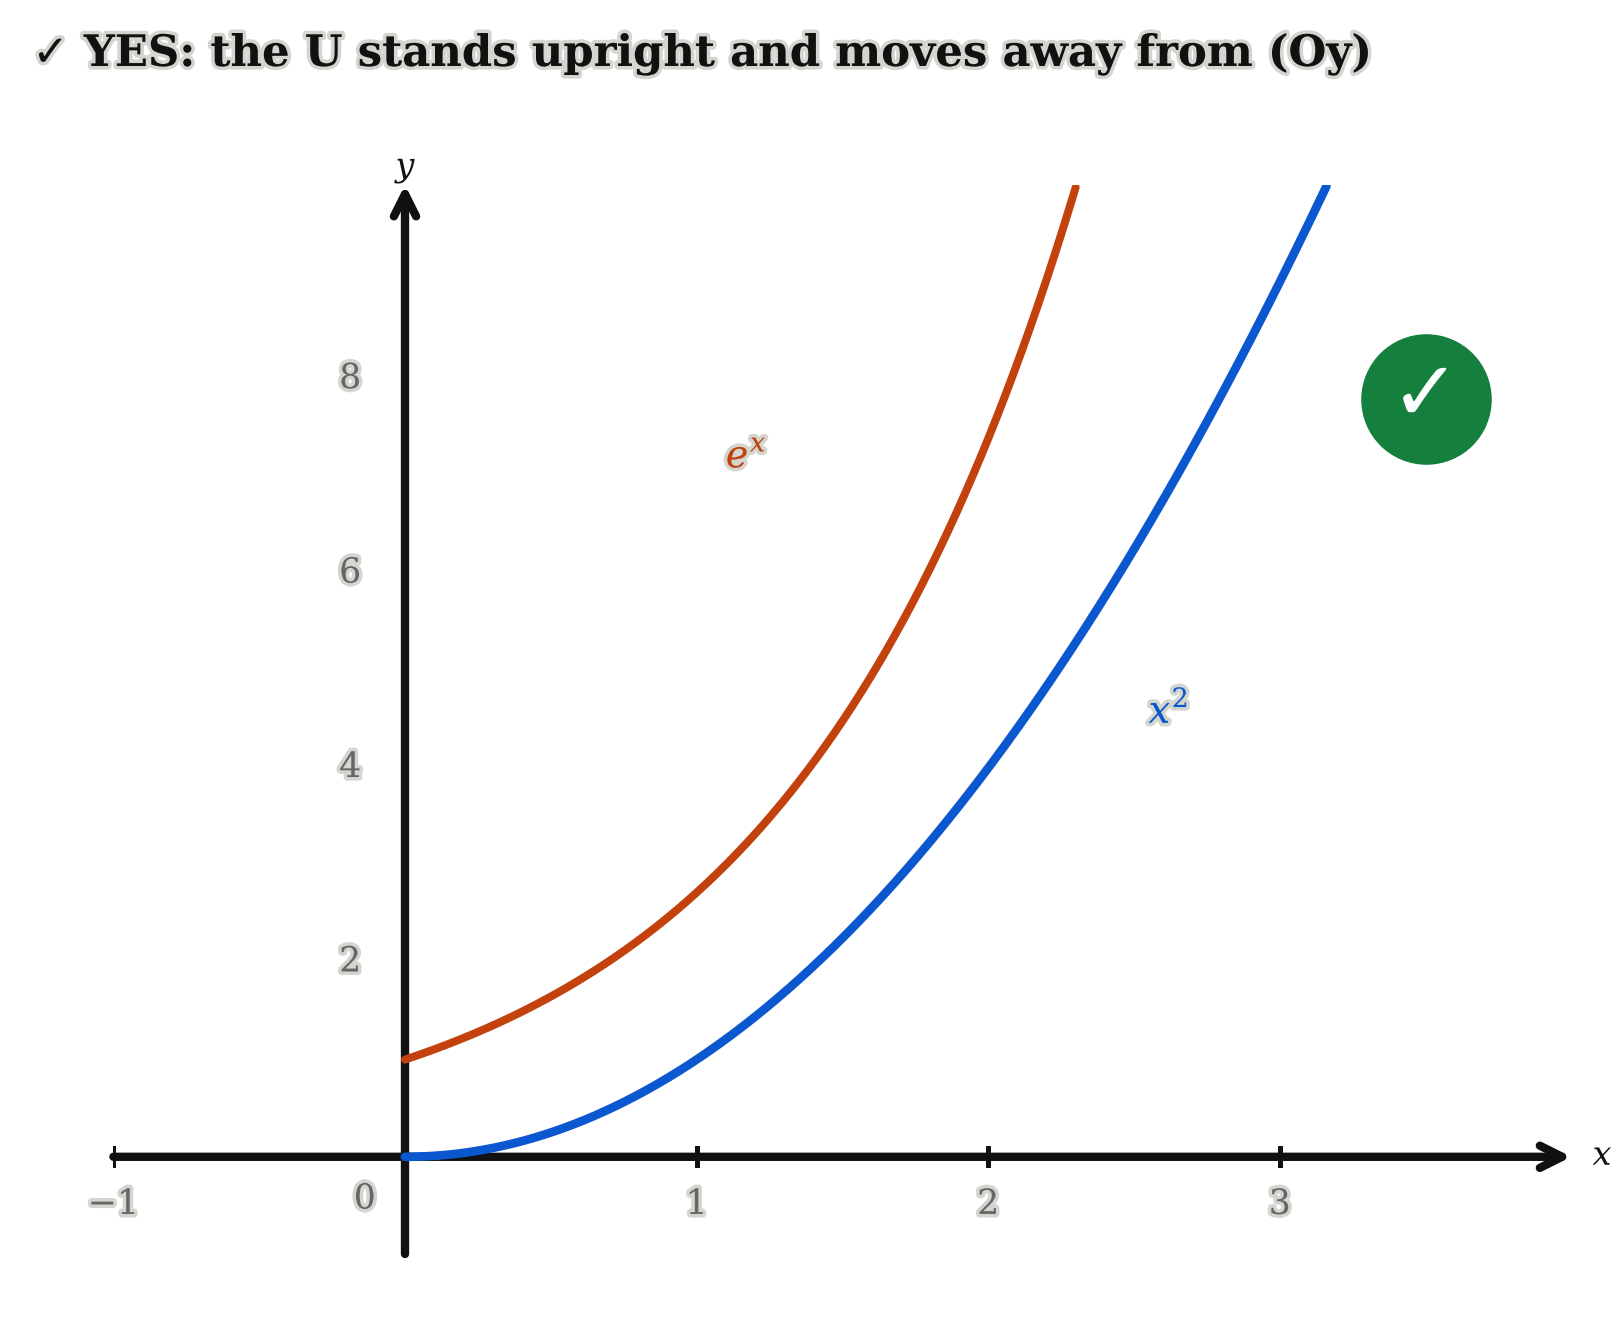 ✓ YES: the U stands upright and moves away from (Oy)
y
8
eˣ
6
x²
4
2
x
−1 0 1 2 3
✓